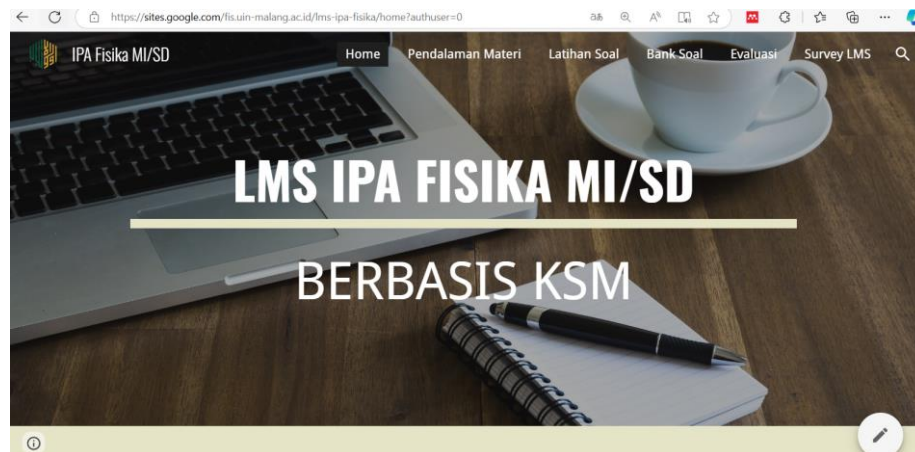 https://sites.google.com/fis.uin-malang.ac.id/lms-ipa-fisika/home?authuser=0
IPA Fisika MI/SD Home Pendalaman Materi Latihan Soal Bank Soal Evaluasi Survey LMS
LMS IPA FISIKA MI/SD
BERBASIS KSM